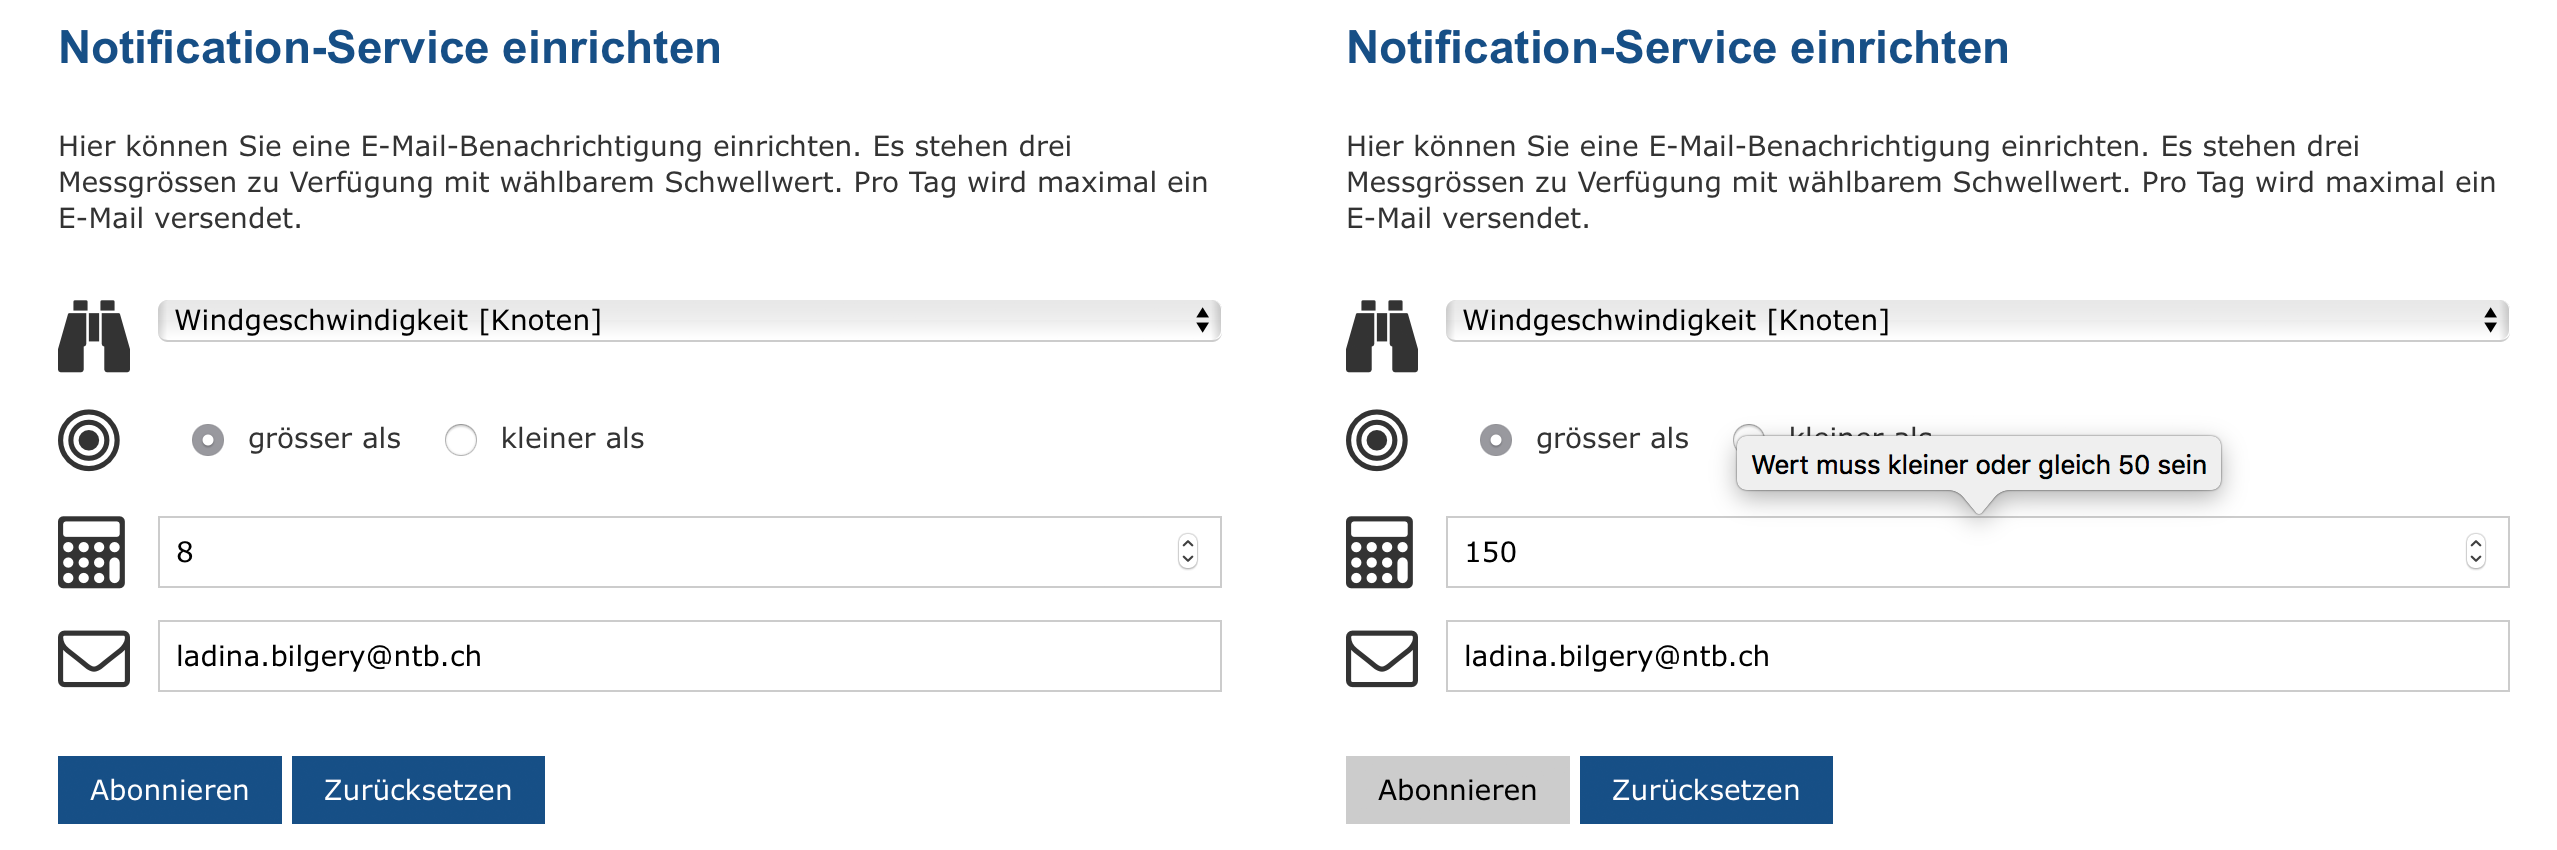 Notification-Service einrichten
Hier können Sie eine E-Mail-Benachrichtigung einrichten. Es stehen drei
Messgrössen zu Verfügung mit wählbarem Schwellwert. Pro Tag wird maximal ein
E-Mail versendet.
Windgeschwindigkeit [Knoten]
grösser als kleiner als
8
ladina.bilgery@ntb.ch
Abonnieren Zurücksetzen
Notification-Service einrichten
Hier können Sie eine E-Mail-Benachrichtigung einrichten. Es stehen drei
Messgrössen zu Verfügung mit wählbarem Schwellwert. Pro Tag wird maximal ein
E-Mail versendet.
Windgeschwindigkeit [Knoten]
grösser als kleiner als
Wert muss kleiner oder gleich 50 sein
150
ladina.bilgery@ntb.ch
Abonnieren Zurücksetzen